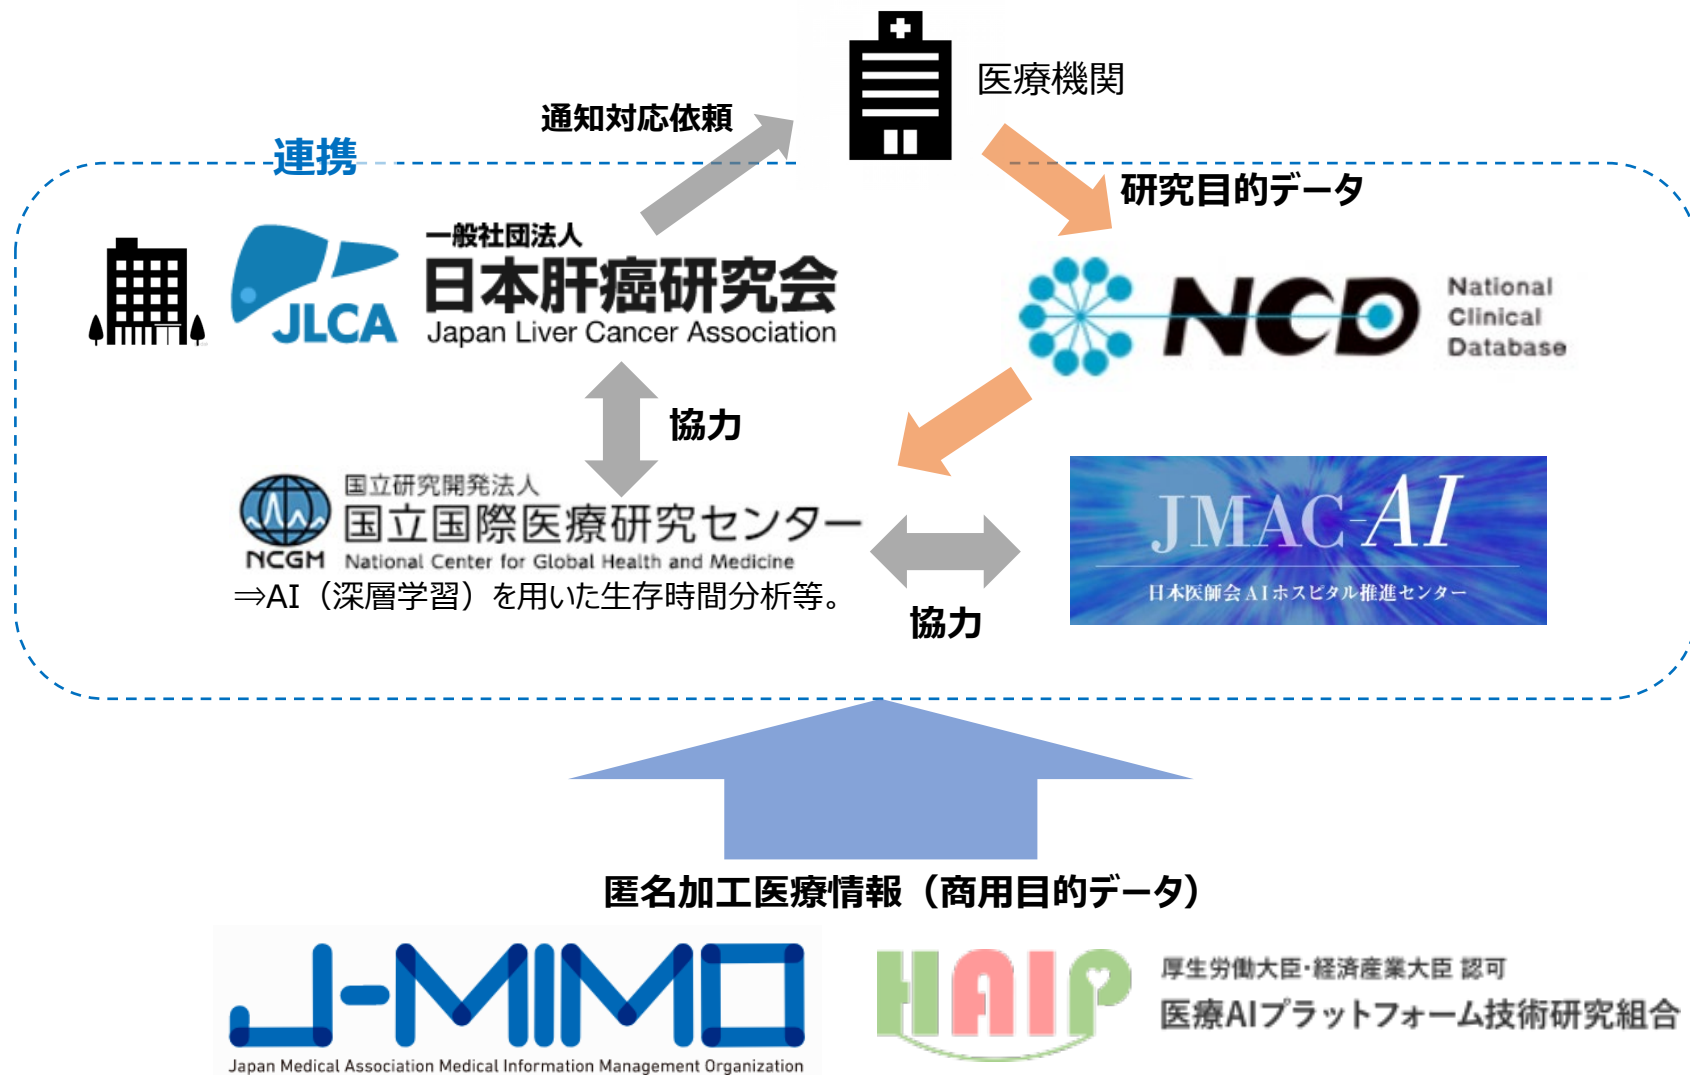 医療機関
通知対応依頼
連携
研究目的データ
一般社団法人
日本肝癌研究会
Japan Liver Cancer Association
JLCA
NCD
National
Clinical
Database
協力
国立研究開発法人
国立国際医療研究センター
National Center for Global Health and Medicine
NCGM
⇒AI（深層学習）を用いた生存時間分析等。
協力
JMAC-AI
日本医師会AIホスピタル推進センター
匿名加工医療情報（商用目的データ）
J-MIMO
Japan Medical Association Medical Information Management Organization
HAIP
厚生労働大臣・経済産業大臣 認可
医療AIプラットフォーム技術研究組合